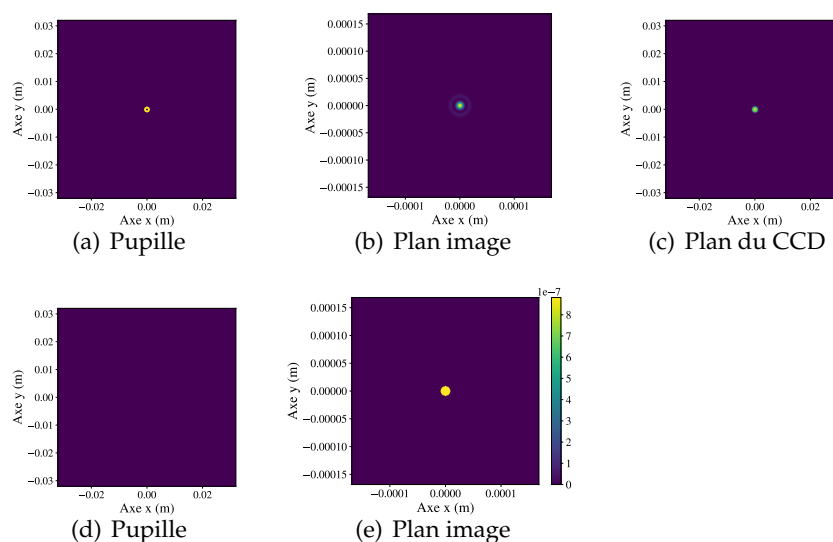 0.03
0.02
0.01
0.00
−0.01
−0.02
−0.03
Axe y (m)
−0.02 0.00 0.02
Axe x (m)
(a) Pupille
0.00015
0.00010
0.00005
0.00000
−0.00005
−0.00010
−0.00015
Axe y (m)
−0.0001 0.0000 0.0001
Axe x (m)
(b) Plan image
0.03
0.02
0.01
0.00
−0.01
−0.02
−0.03
Axe y (m)
−0.02 0.00 0.02
Axe x (m)
(c) Plan du CCD
0.03
0.02
0.01
0.00
−0.01
−0.02
−0.03
Axe y (m)
−0.02 0.00 0.02
Axe x (m)
(d) Pupille
0.00015
0.00010
0.00005
0.00000
−0.00005
−0.00010
−0.00015
Axe y (m)
−0.0001 0.0000 0.0001
Axe x (m)
1e−7
8
7
6
5
4
3
2
1
0
(e) Plan image